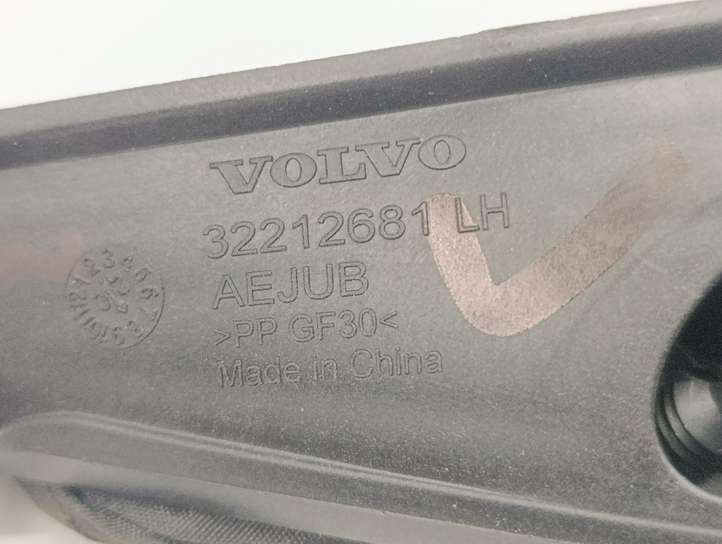 VOLVO
32212681 LH
AEJUB
>PP GF30<
Made in China